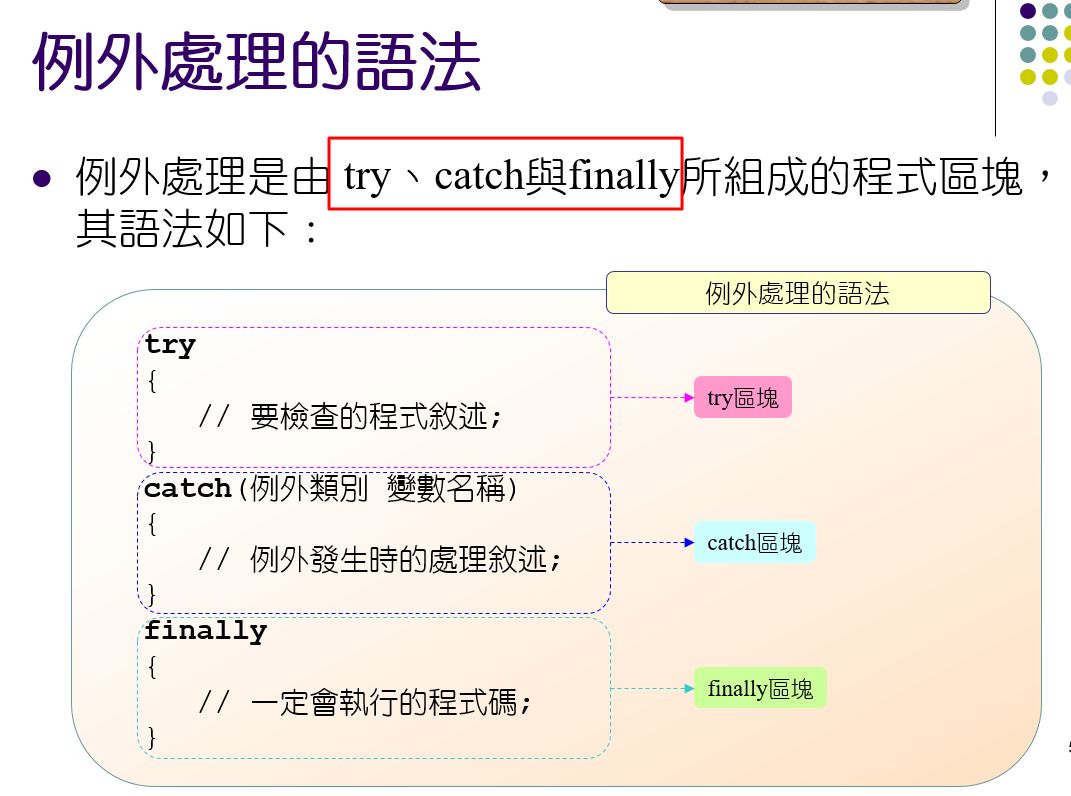 例外處理的語法
例外處理是由 try、catch與finally所組成的程式區塊，
其語法如下：
例外處理的語法
try
{
// 要檢查的程式敘述;
}
try區塊
catch(例外類別 變數名稱)
{
// 例外發生時的處理敘述;
}
catch區塊
finally
{
// 一定會執行的程式碼;
}
finally區塊